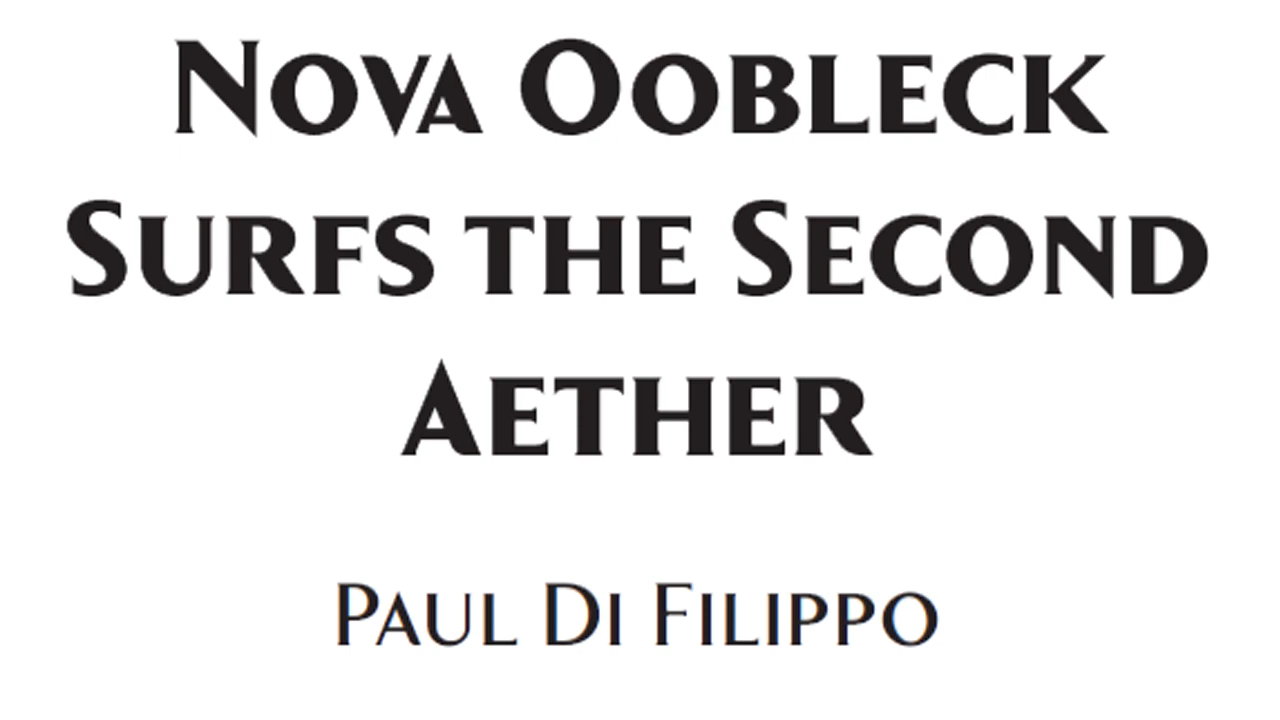 Nova Oobleck
Surfs the Second
Aether
Paul Di Filippo